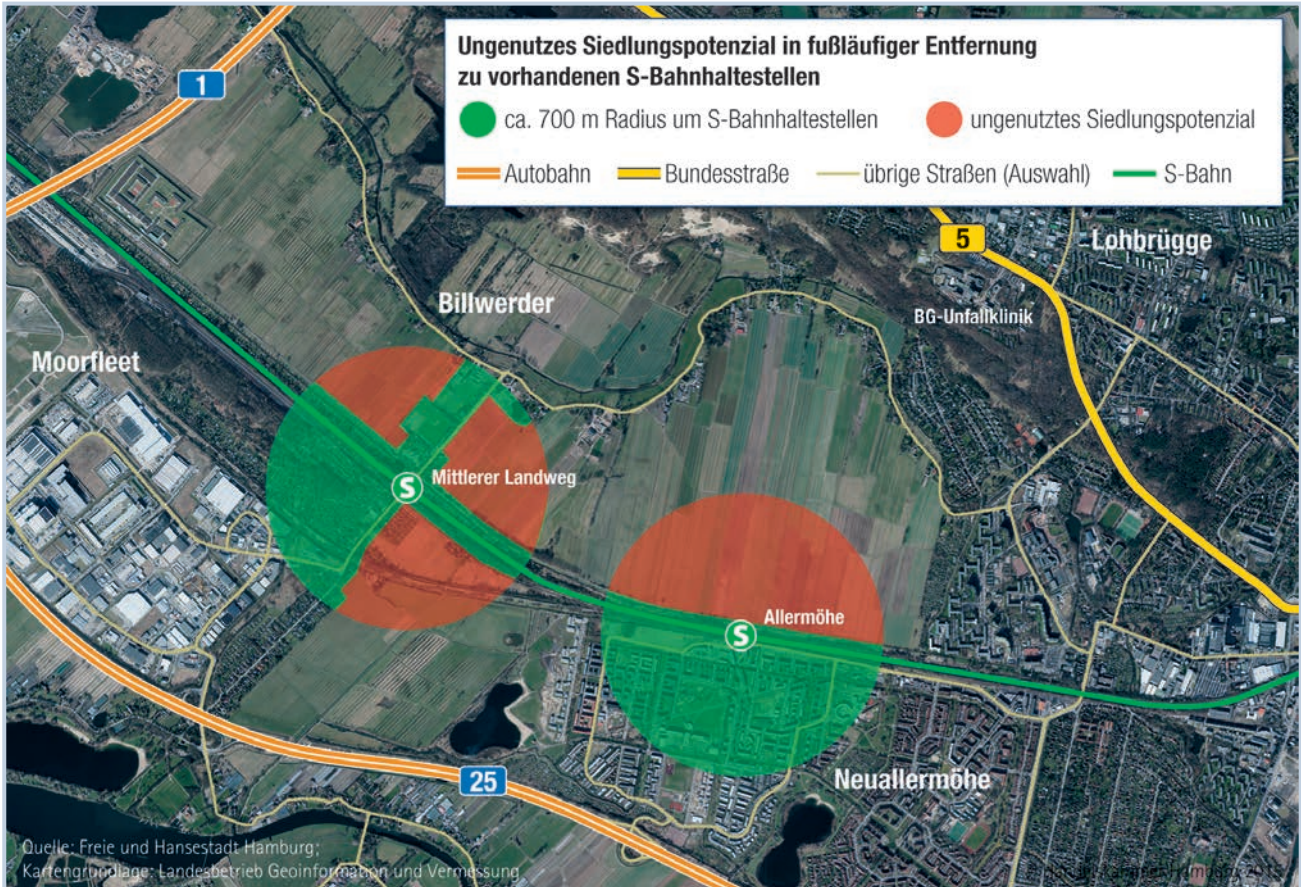 Ungenutzes Siedlungspotenzial in fußläufiger Entfernung
zu vorhandenen S-Bahnhaltestellen
ca. 700 m Radius um S-Bahnhaltestellen
ungenutztes Siedlungspotenzial
Autobahn
Bundesstraße
übrige Straßen (Auswahl)
S-Bahn
1
5
Lohbrügge
Billwerder
BG-Unfallklinik
Moorfleet
S
Mittlerer Landweg
Allermöhe
S
25
Neuallermöhe
Quelle: Freie und Hansestadt Hamburg;
Kartengrundlage: Landesbetrieb Geoinformation und Vermessung
Handelskammer Hamburg